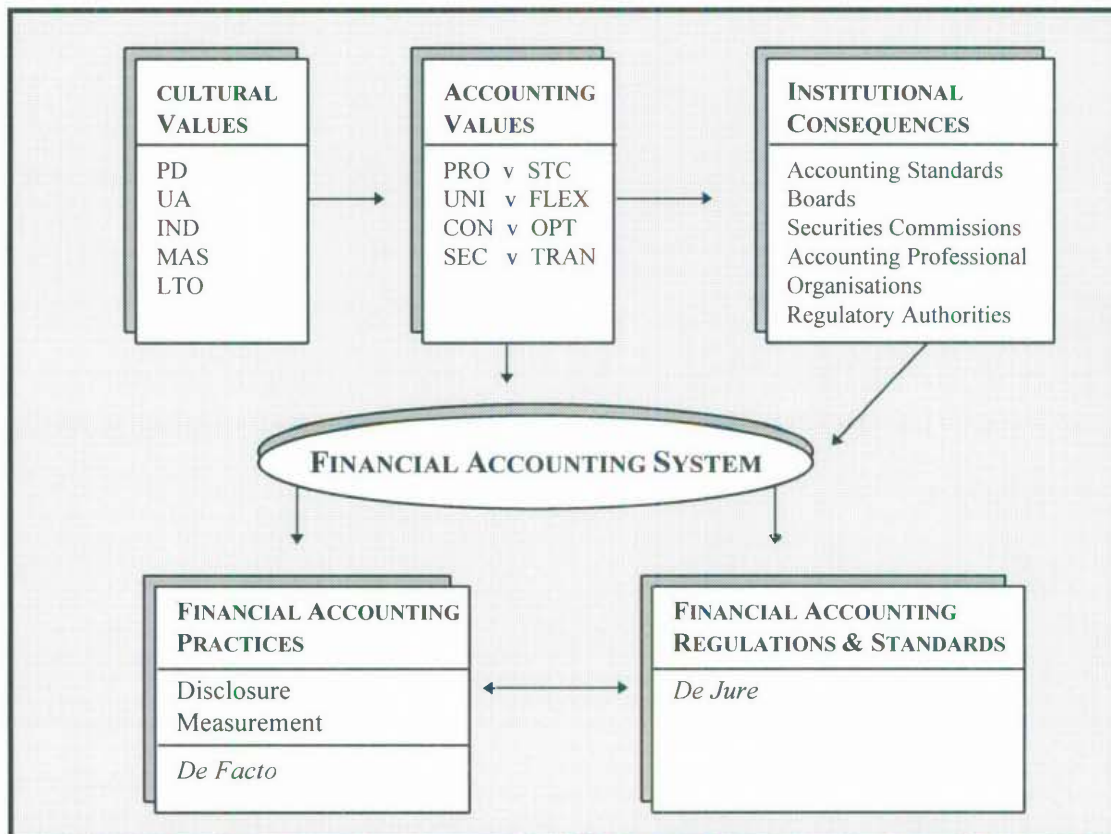 CULTURAL
VALUES
PD
UA
IND
MAS
LTO
ACCOUNTING
VALUES
PRO v STC
UNI v FLEX
CON v OPT
SEC v TRAN
INSTITUTIONAL
CONSEQUENCES
Accounting Standards
Boards
Securities Commissions
Accounting Professional
Organisations
Regulatory Authorities
FINANCIAL ACCOUNTING SYSTEM
FINANCIAL ACCOUNTING
PRACTICES
Disclosure
Measurement
De Facto
FINANCIAL ACCOUNTING
REGULATIONS & STANDARDS
De Jure